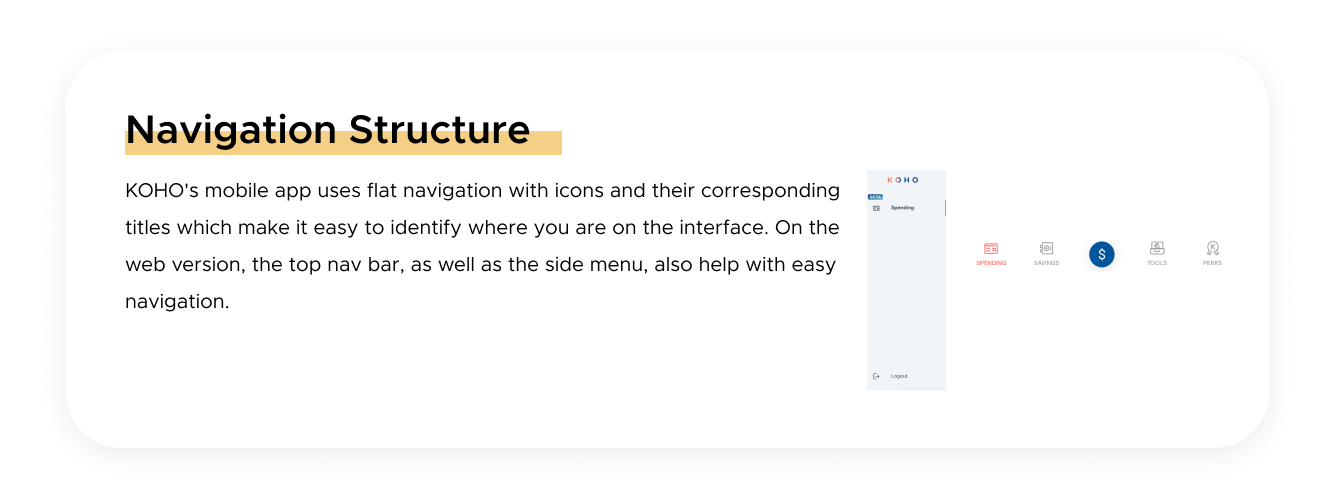 Navigation Structure
KOHO's mobile app uses flat navigation with icons and their corresponding
titles which make it easy to identify where you are on the interface. On the
web version, the top nav bar, as well as the side menu, also help with easy
navigation.
KOHO
BETA
Spending
Logout
SPENDING SAVINGS $ TOOLS PERKS